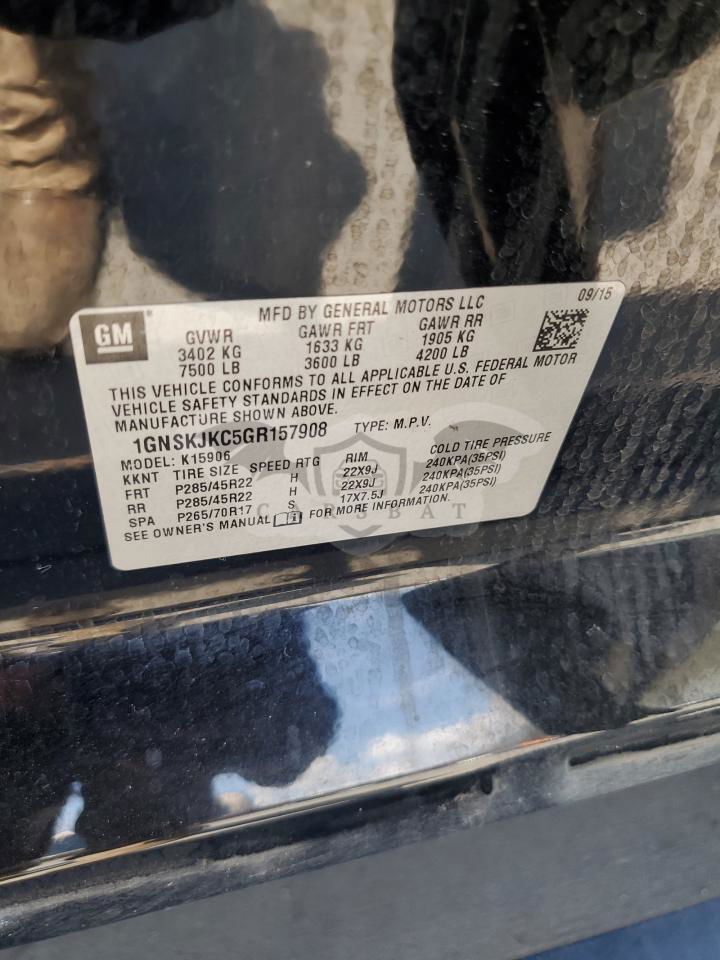 MFD BY GENERAL MOTORS LLC 09/15
GM
GVWR GAWR FRT GAWR RR
3402 KG 1633 KG 1905 KG
7500 LB 3600 LB 4200 LB
THIS VEHICLE CONFORMS TO ALL APPLICABLE U.S. FEDERAL MOTOR
VEHICLE SAFETY STANDARDS IN EFFECT ON THE DATE OF
MANUFACTURE SHOWN ABOVE.
1GNSKJKC5GR157908 TYPE: M.P.V.
MODEL: K15906
KKNT TIRE SIZE SPEED RTG RIM COLD TIRE PRESSURE
FRT P285/45R22 H 22X9J 240KPA(35PSI)
RR P285/45R22 H 22X9J 240KPA(35PSI)
SPA P265/70R17 S 17X7.5J 240KPA(35PSI)
SEE OWNER'S MANUAL FOR MORE INFORMATION.
CARSBAT